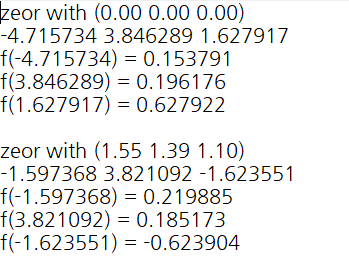 zeor with (0.00 0.00 0.00)
-4.715734 3.846289 1.627917
f(-4.715734) = 0.153791
f(3.846289) = 0.196176
f(1.627917) = 0.627922
zeor with (1.55 1.39 1.10)
-1.597368 3.821092 -1.623551
f(-1.597368) = 0.219885
f(3.821092) = 0.185173
f(-1.623551) = -0.623904